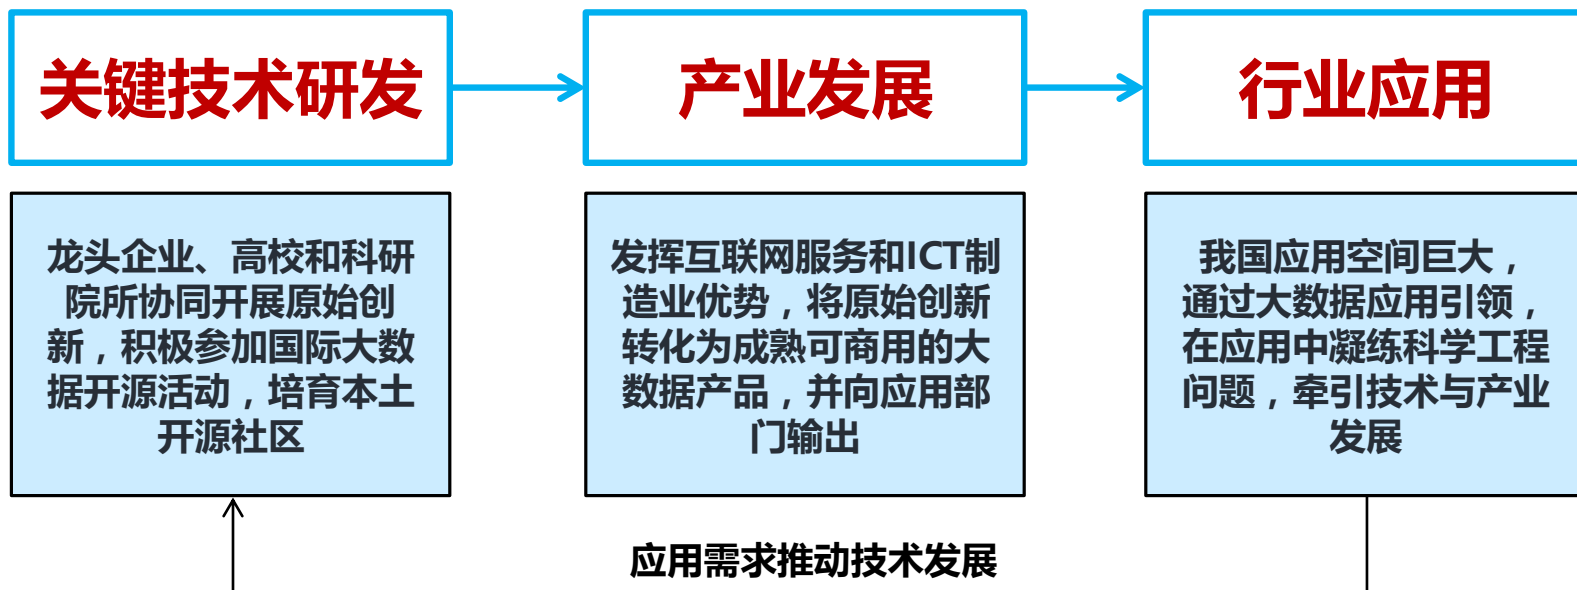 关键技术研发
产业发展
行业应用
龙头企业、高校和科研
院所协同开展原始创
新，积极参加国际大数
据开源活动，培育本土
开源社区
发挥互联网服务和ICT制
造业优势，将原始创新
转化为成熟可商用的大
数据产品，并向应用部
门输出
我国应用空间巨大，
通过大数据应用引领，
在应用中凝练科学工程
问题，牵引技术与产业
发展
应用需求推动技术发展